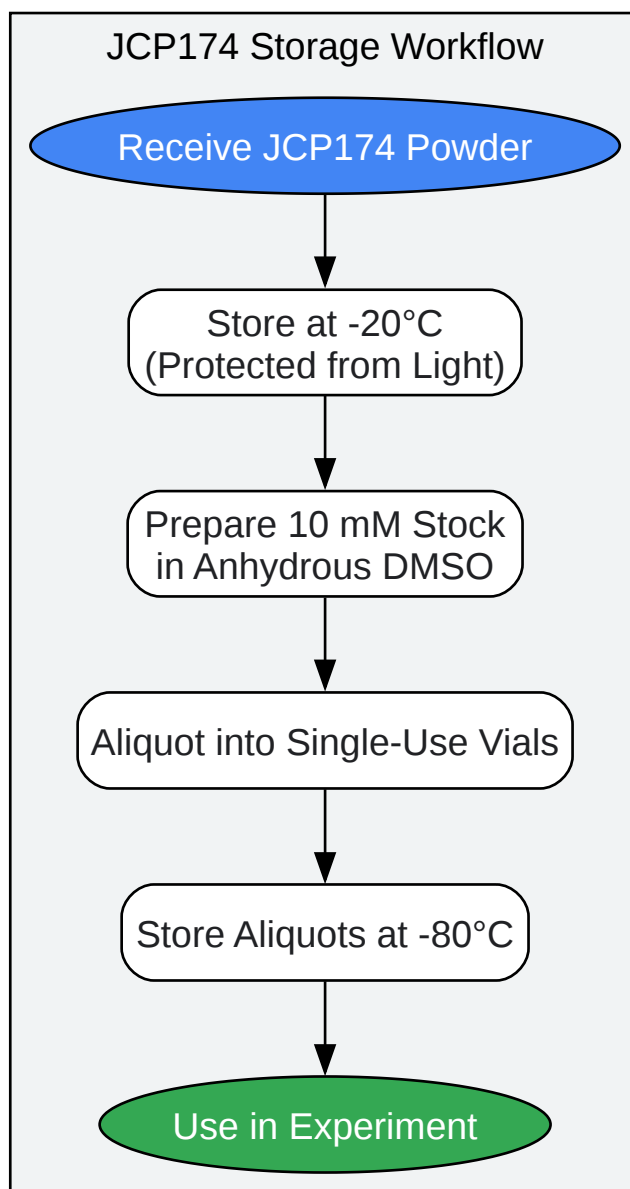 JCP174 Storage Workflow
Receive JCP174 Powder
Store at -20°C
(Protected from Light)
Prepare 10 mM Stock
in Anhydrous DMSO
Aliquot into Single-Use Vials
Store Aliquots at -80°C
Use in Experiment